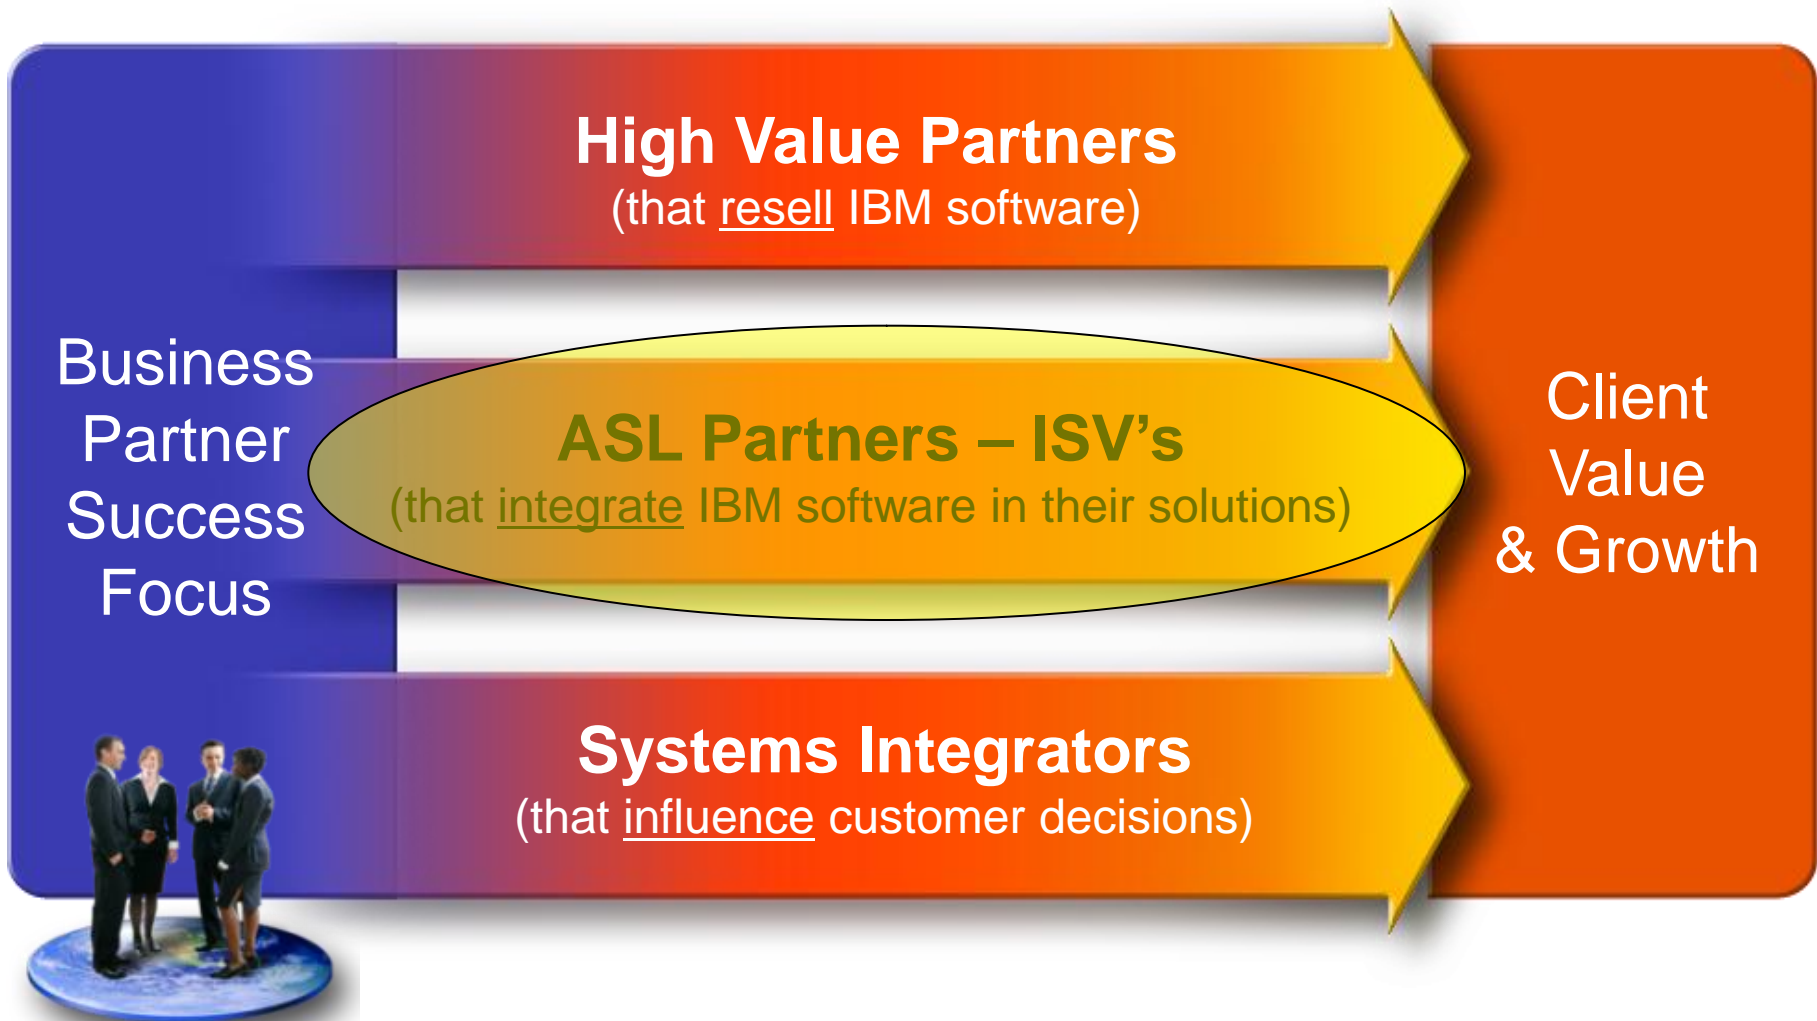 High Value Partners
(that resell IBM software)
Business
Partner
Success
Focus
ASL Partners – ISV’s
(that integrate IBM software in their solutions)
Client
Value
& Growth
Systems Integrators
(that influence customer decisions)